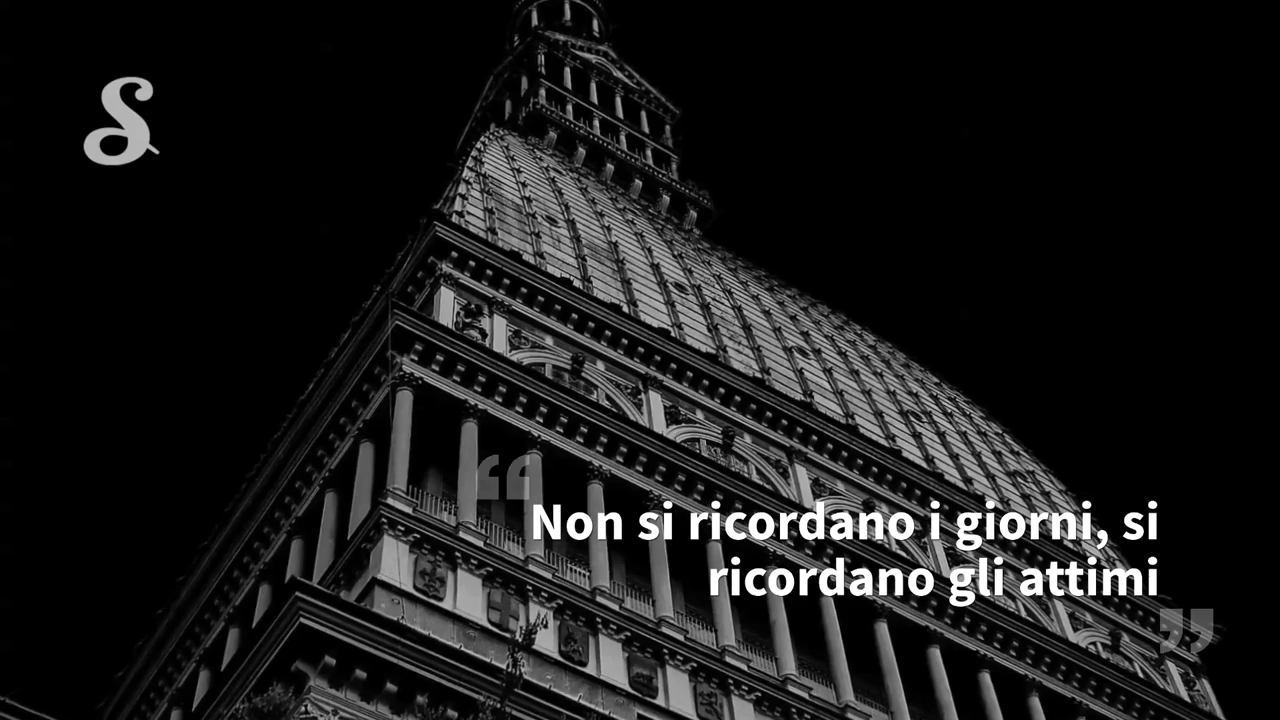 S
“Non si ricordano i giorni, si
ricordano gli attimi”